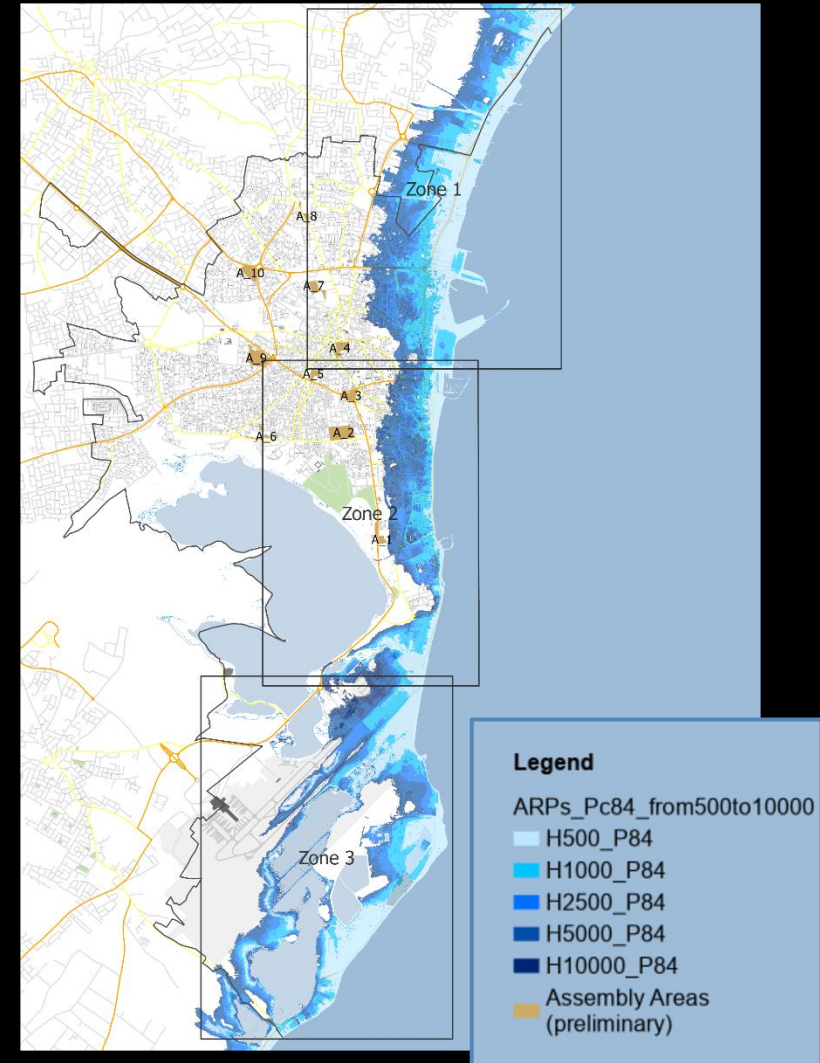 Zone 1
A_8
A_10
A_7
A_4
A_9
A_5
A_3
A_6
A_2
Zone 2
A_1
Zone 3
Legend
ARPs_Pc84_from500to10000
H500_P84
H1000_P84
H2500_P84
H5000_P84
H10000_P84
Assembly Areas
(preliminary)